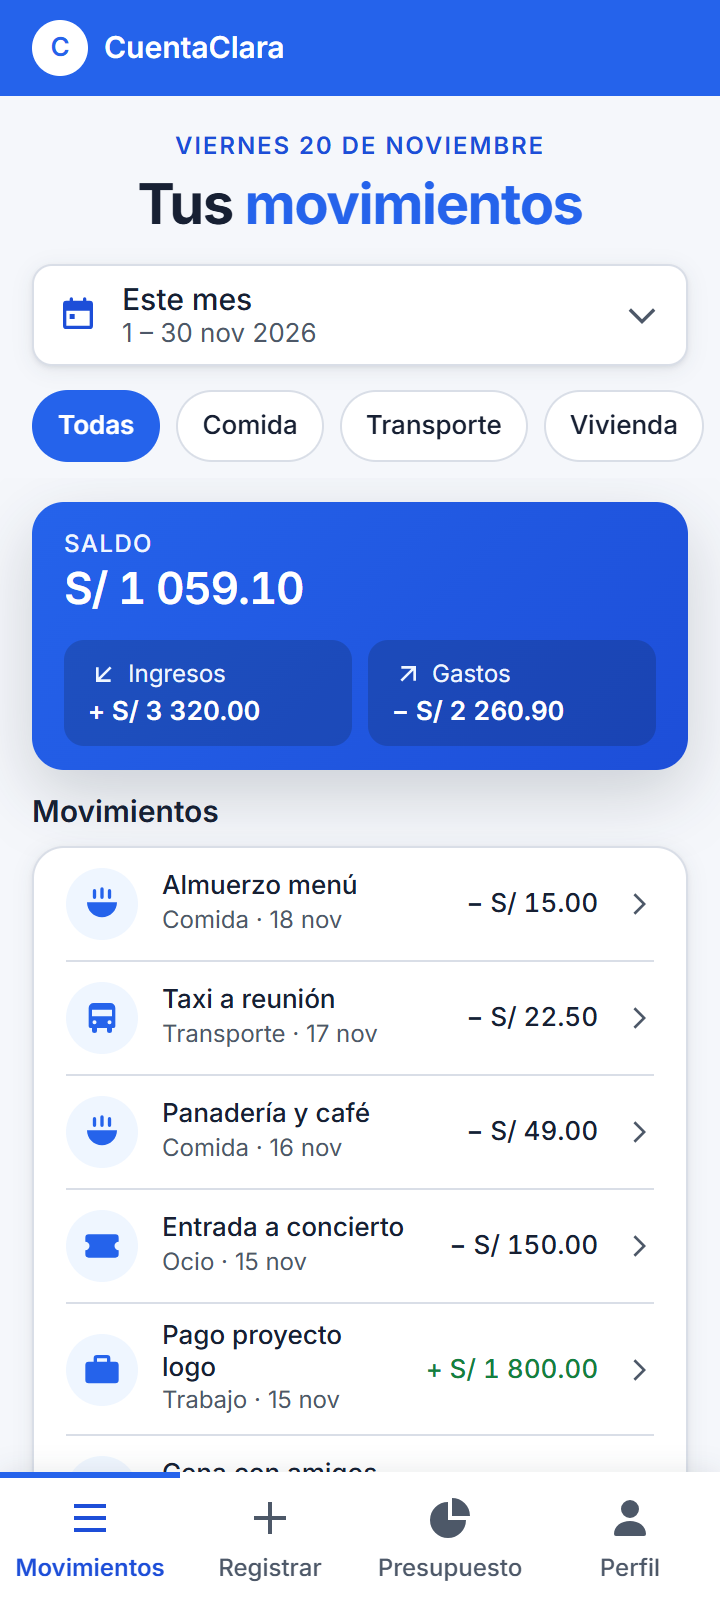 C
CuentaClara
VIERNES 20 DE NOVIEMBRE
Tus movimientos
Este mes
1 – 30 nov 2026
Todas
Comida
Transporte
Vivienda
SALDO
S/ 1 059.10
Ingresos
+ S/ 3 320.00
Gastos
– S/ 2 260.90
Movimientos
Almuerzo menú
Comida · 18 nov
– S/ 15.00
Taxi a reunión
Transporte · 17 nov
– S/ 22.50
Panadería y café
Comida · 16 nov
– S/ 49.00
Entrada a concierto
Ocio · 15 nov
– S/ 150.00
Pago proyecto
logo
Trabajo · 15 nov
+ S/ 1 800.00
Cena con amigos
Movimientos
Registrar
Presupuesto
Perfil